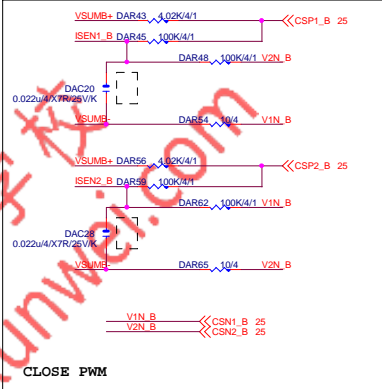 VSUMB+ DAR43 4.02K/4/1 CSP1_B 25
ISEN1_B DAR45 100K/4/1
DAR48 100K/4/1 V2N_B
DAC20
0.022u/4/X7R/25V/K
VSUMB- DAR54 10/4 V1N_B
VSUMB+ DAR56 4.02K/4/1 CSP2_B 25
ISEN2_B DAR59 100K/4/1
DAR62 100K/4/1 V1N_B
DAC28
0.022u/4/X7R/25V/K
VSUMB- DAR65 10/4 V2N_B
V1N_B CSN1_B 25
V2N_B CSN2_B 25
CLOSE PWM
unwei.com